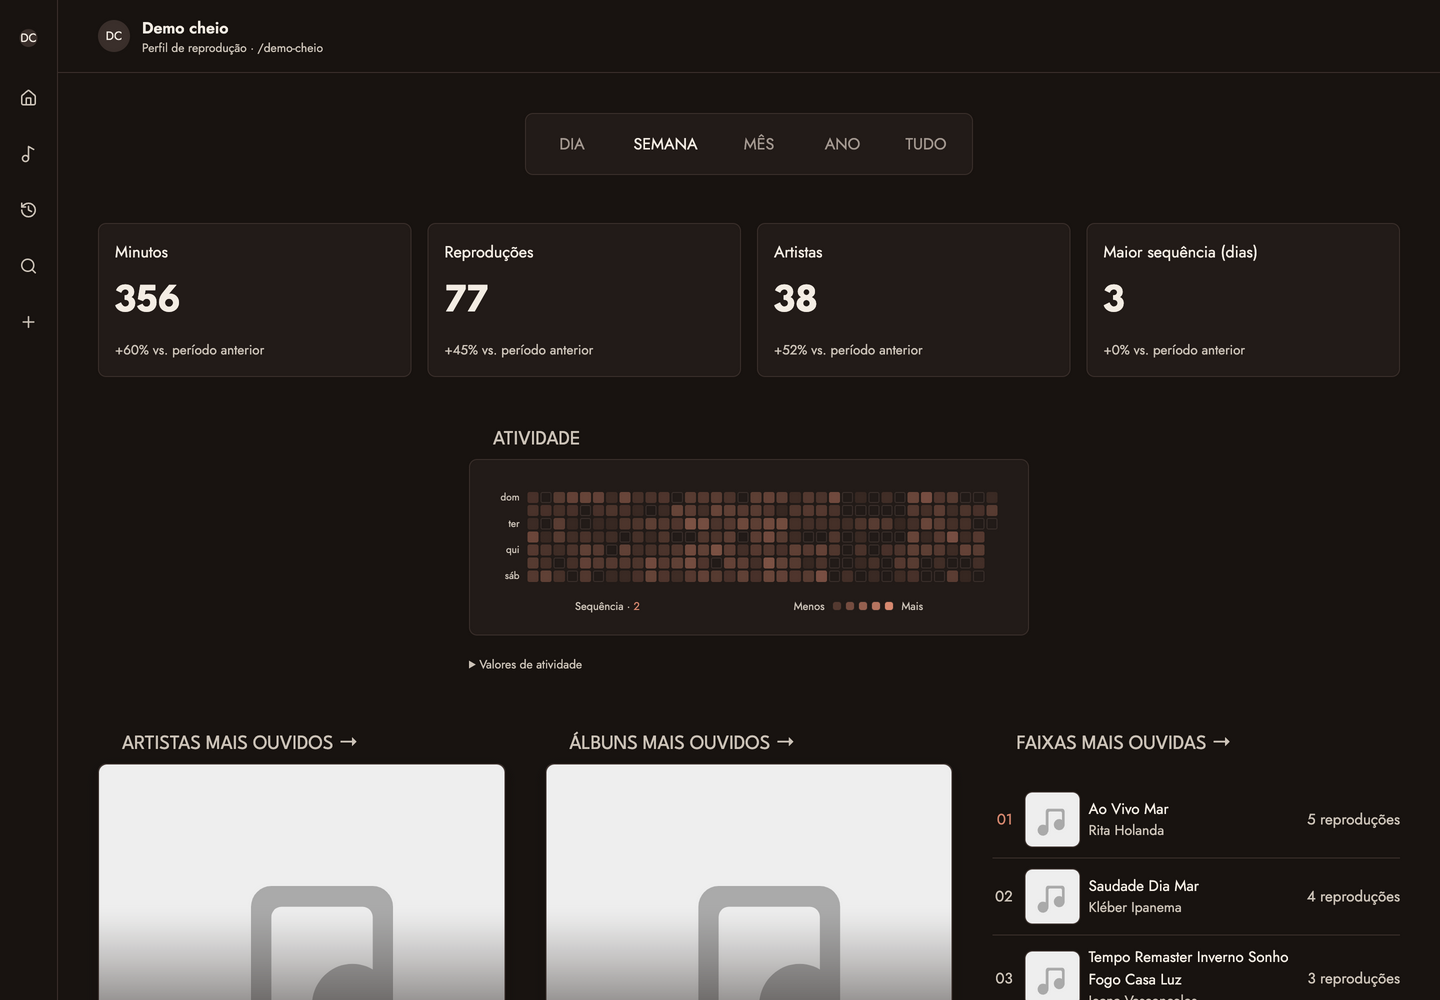 DC
DC
Demo cheio
Perfil de reprodução · /demo-cheio
DIA SEMANA MÊS ANO TUDO
Minutos
356
+60% vs. período anterior
Reproduções
77
+45% vs. período anterior
Artistas
38
+52% vs. período anterior
Maior sequência (dias)
3
+0% vs. período anterior
ATIVIDADE
dom
ter
qui
sáb
Sequência · 2
Menos Mais
Valores de atividade
ARTISTAS MAIS OUVIDOS →
ÁLBUNS MAIS OUVIDOS →
FAIXAS MAIS OUVIDAS →
01 Ao Vivo Mar 5 reproduções
Rita Holanda
02 Saudade Dia Mar 4 reproduções
Kléber Ipanema
03 Tempo Remaster Inverno Sonho
Fogo Casa Luz 3 reproduções